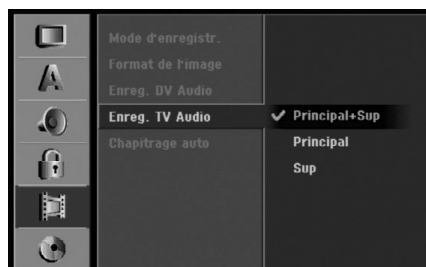 Mode d'enregistr.
Format de l'image
Enreg. DV Audio
Enreg. TV Audio
Chapitrage auto
✔ Principal+Sup
Principal
Sup